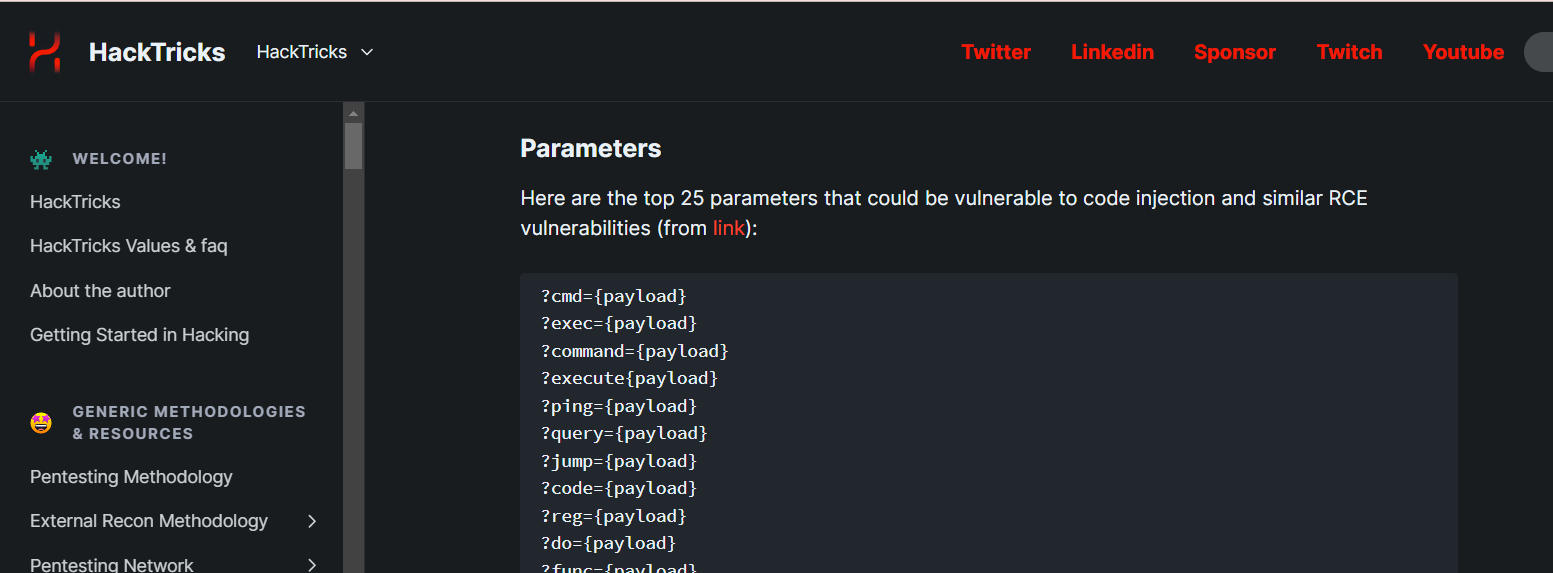 HackTricks HackTricks Twitter Linkedin Sponsor Twitch Youtube
WELCOME!
HackTricks
HackTricks Values & faq
About the author
Getting Started in Hacking
GENERIC METHODOLOGIES
& RESOURCES
Pentesting Methodology
External Recon Methodology
Pentesting Network
Parameters
Here are the top 25 parameters that could be vulnerable to code injection and similar RCE
vulnerabilities (from link):
?cmd={payload}
?exec={payload}
?command={payload}
?execute{payload}
?ping={payload}
?query={payload}
?jump={payload}
?code={payload}
?reg={payload}
?do={payload}
?func={payload}